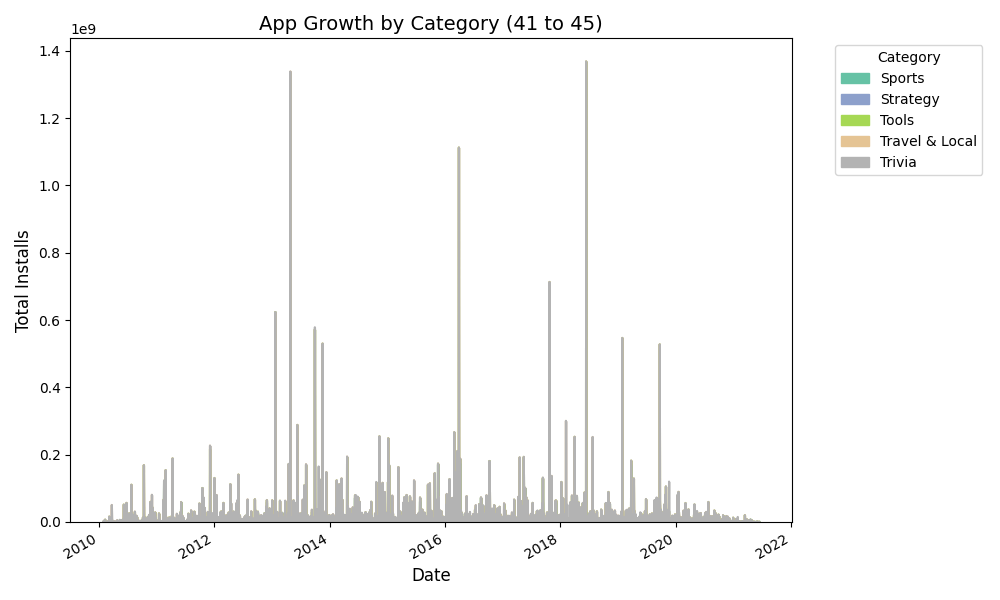 App Growth by Category (41 to 45)
1e9
1.4
1.2
1.0
0.8
0.6
0.4
0.2
0.0
Total Installs
2010
2012
2014
2016
2018
2020
2022
Date
Category
Sports
Strategy
Tools
Travel & Local
Trivia